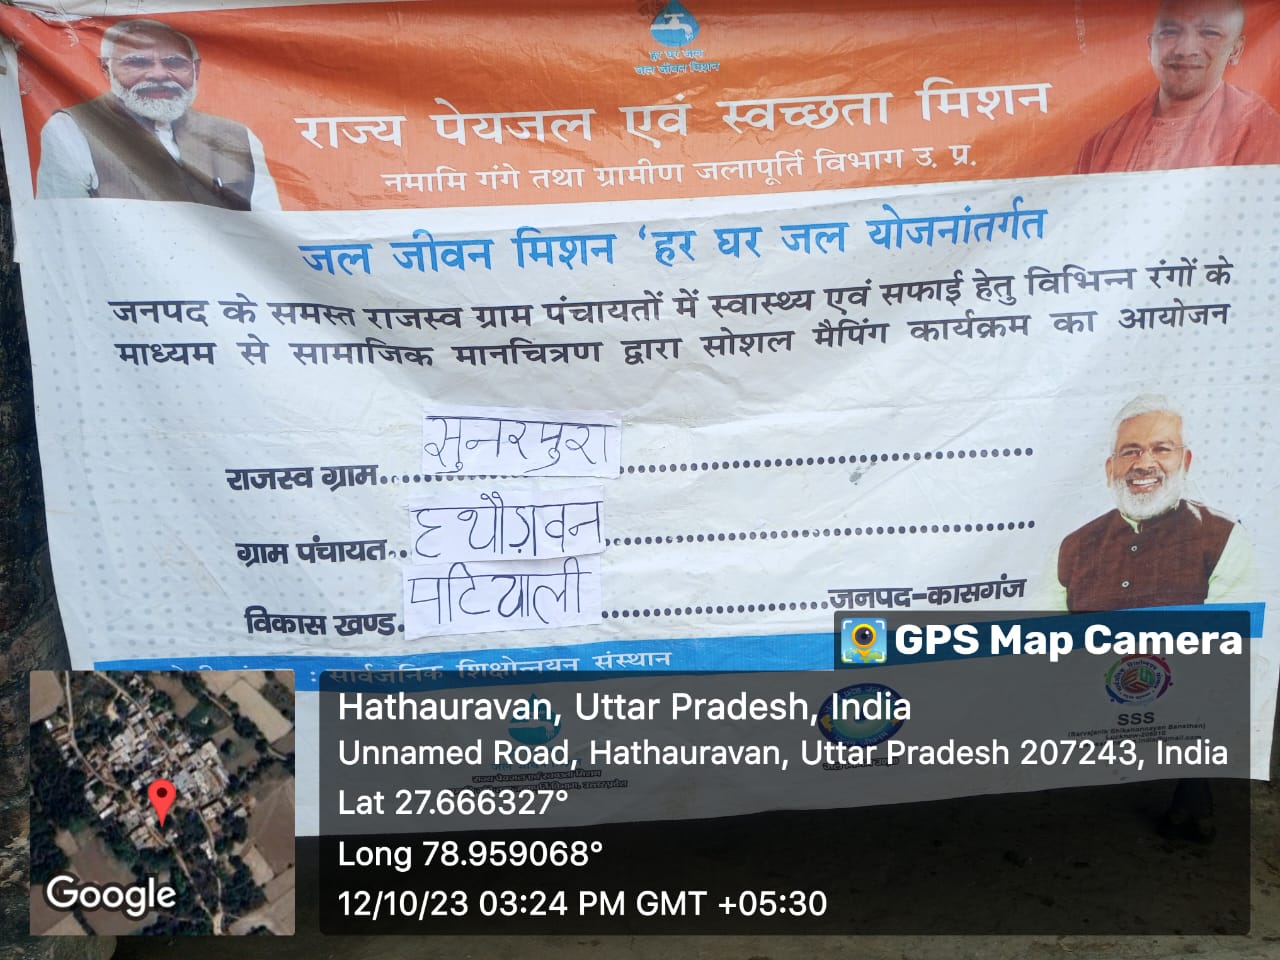 हर घर जल
जल जीवन मिशन
राज्य पेयजल एवं स्वच्छता मिशन
नमामि गंगे तथा ग्रामीण जलापूर्ति विभाग उ. प्र.
जल जीवन मिशन ‘हर घर जल योजनांतर्गत
जनपद के समस्त राजस्व ग्राम पंचायतों में स्वास्थ्य एवं सफाई हेतु विभिन्न रंगों के
माध्यम से सामाजिक मानचित्रण द्वारा सोशल मैपिंग कार्यक्रम का आयोजन
राजस्व ग्राम सुनरपुरा
ग्राम पंचायत हथौड़ावन
विकास खण्ड पटियाली जनपद-कासगंज
: सार्वजनिक शिक्षोन्नयन संस्थान
GPS Map Camera
SSS
(Sarvajanik Shikshonnayan Sansthan)
Hathauravan, Uttar Pradesh, India
Unnamed Road, Hathauravan, Uttar Pradesh 207243, India
Lat 27.666327°
Long 78.959068°
12/10/23 03:24 PM GMT +05:30
Google